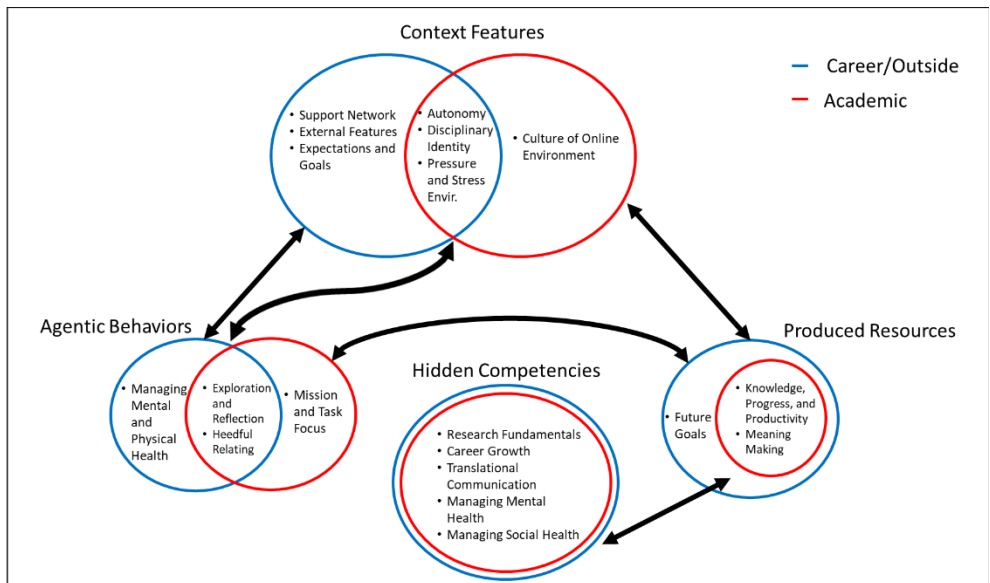 Context Features
Career/Outside
Academic
• Support Network
• External Features
• Expectations and
Goals
• Autonomy
• Disciplinary
Identity
• Pressure
and Stress
Envir.
• Culture of Online
Environment
Agentic Behaviors
• Managing
Mental
and
Physical
Health
• Exploration
and
Reflection
• Heedful
Relating
• Mission
and Task
Focus
Hidden Competencies
• Research Fundamentals
• Career Growth
• Translational
Communication
• Managing Mental
Health
• Managing Social Health
Produced Resources
• Future
Goals
• Knowledge,
Progress, and
Productivity
• Meaning
Making